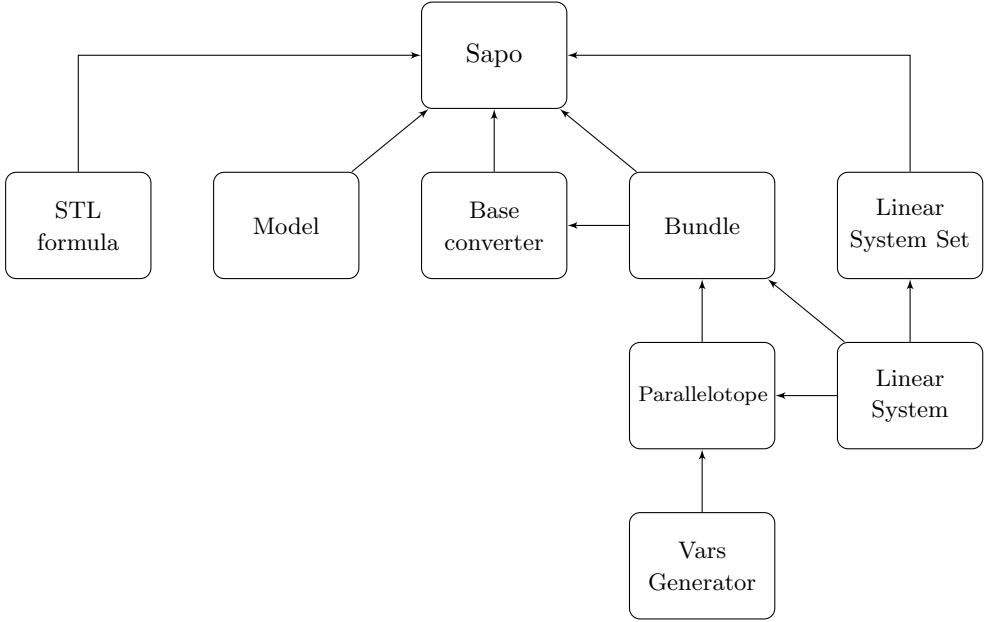 Sapo
STL
formula
Model
Base
converter
Bundle
Linear
System Set
Parallelotope
Linear
System
Vars
Generator